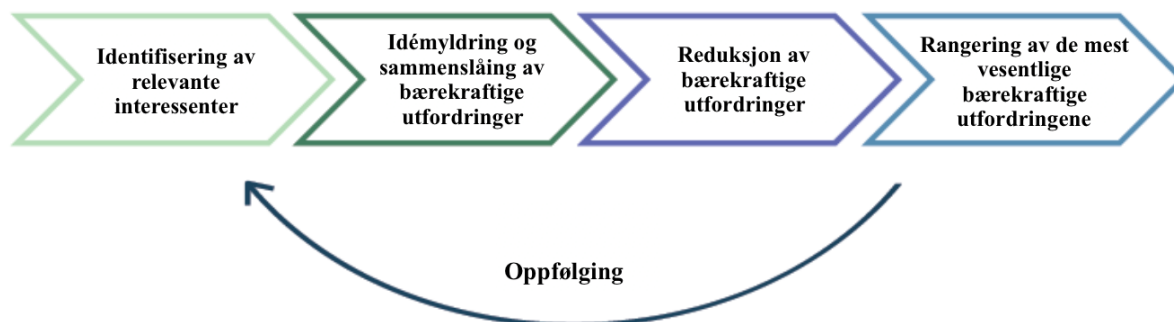 Identifisering av
relevante
interessenter
Idémyldring og
sammenslåing av
bærekraftige
utfordringer
Reduksjon av
bærekraftige
utfordringer
Rangering av de mest
vesentlige
bærekraftige
utfordringene
Oppfølging